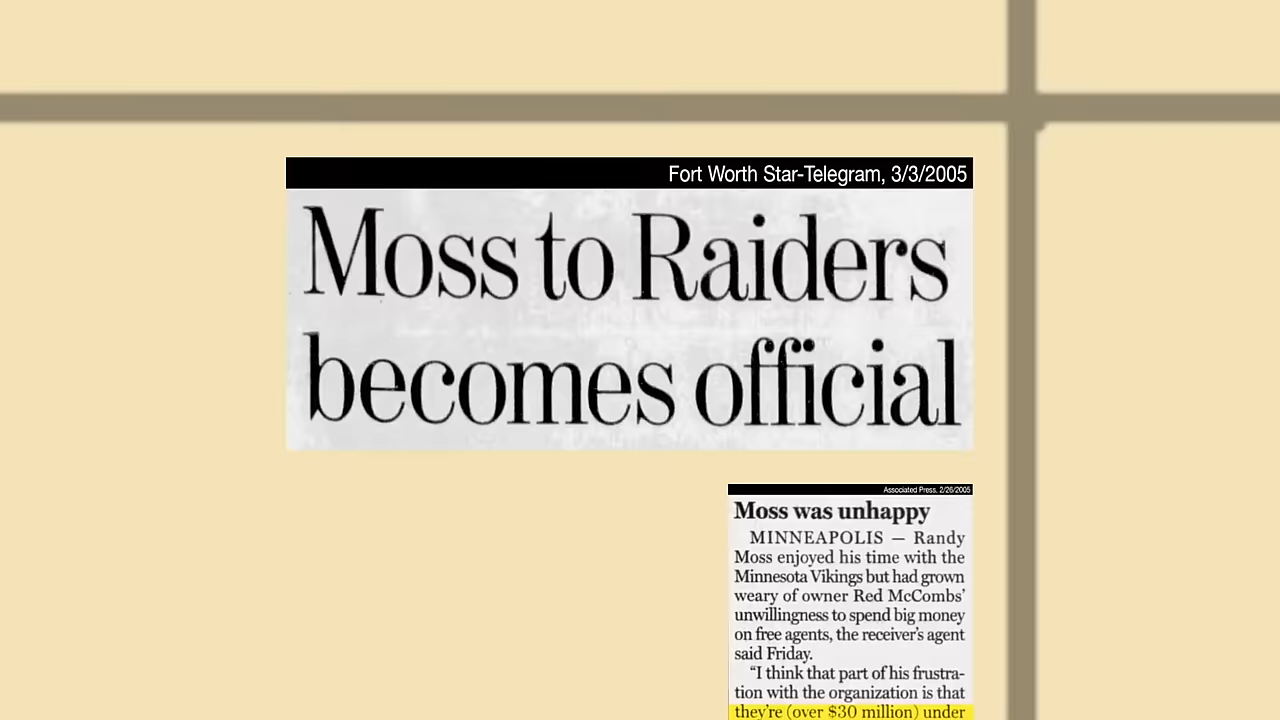 Fort Worth Star-Telegram, 3/3/2005
Moss to Raiders
becomes official
Associated Press, 2/26/2005
Moss was unhappy
MINNEAPOLIS — Randy
Moss enjoyed his time with the
Minnesota Vikings but had grown
weary of owner Red McCombs'
unwillingness to spend big money
on free agents, the receiver's agent
said Friday.
"I think that part of his frustra-
tion with the organization is that
they're (over $30 million) under